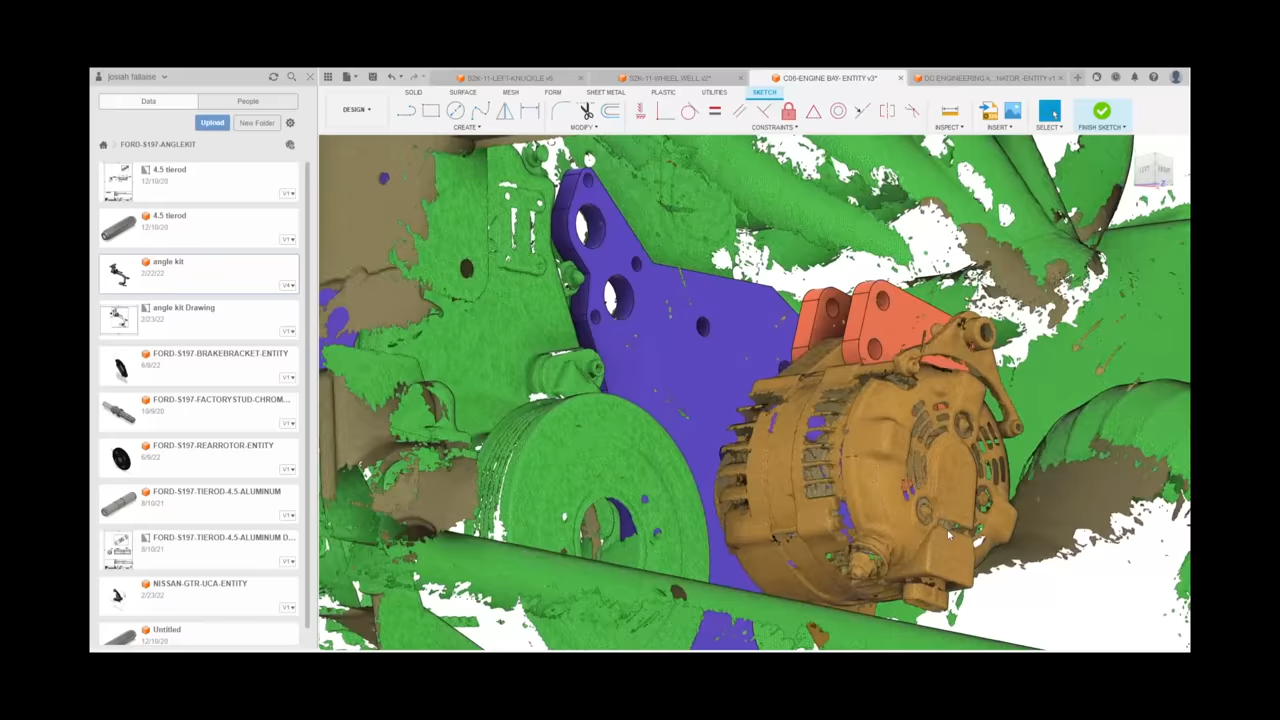 josiah fallaise
Data
People
Upload
New Folder
FORD-S197-ANGLEKIT
4.5 tierod
12/10/20
V1
4.5 tierod
12/10/20
V1
angle kit
2/22/22
V4
angle kit Drawing
2/23/22
V1
FORD-S197-BRAKEBRACKET-ENTITY
6/9/22
V1
FORD-S197-FACTORYSTUD-CHROM...
10/9/20
V1
FORD-S197-REARROTOR-ENTITY
6/9/22
V1
FORD-S197-TIEROD-4.5-ALUMINUM
8/10/21
V1
FORD-S197-TIEROD-4.5-ALUMINUM D...
8/10/21
V1
NISSAN-GTR-UCA-ENTITY
2/23/22
V1
Untitled
12/10/20
S2K-11-LEFT-KNUCKLE v6
S2K-11-WHEEL WELL v2*
C06-ENGINE BAY- ENTITY v3*
DC ENGINEERING
NATOR -ENTITY v1
SOLID
SURFACE
MESH
FORM
SHEET METAL
PLASTIC
UTILITIES
SKETCH
DESIGN
CREATE
MODIFY
CONSTRAINTS
INSPECT
INSERT
SELECT
FINISH SKETCH
LEFT